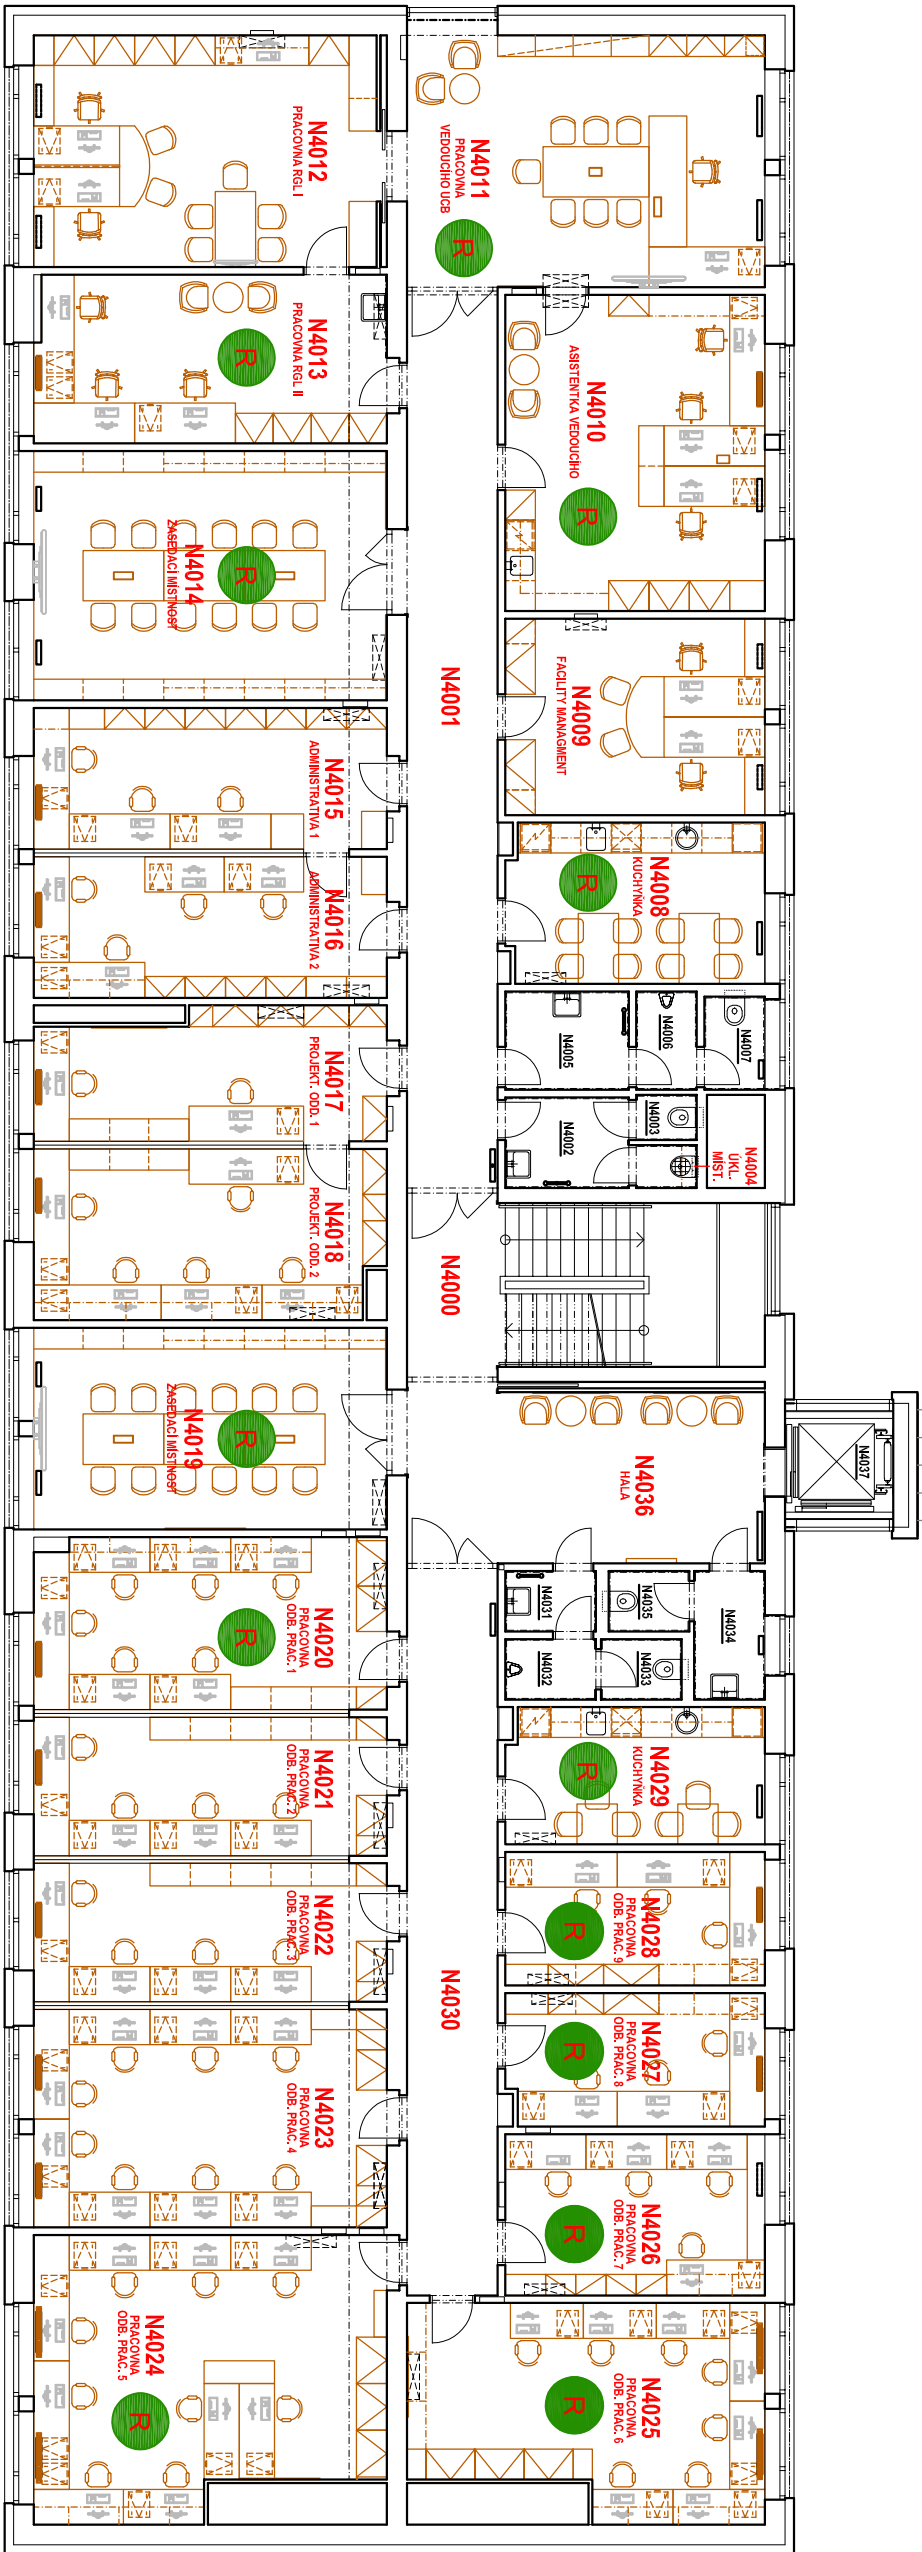 N4012
PRACOVNA RGL I
N4011
PRACOVNA
VEDOUCÍHO UCB
R
N4013
PRACOVNA RGL II
R
N4010
ASISTENTKA VEDOUCÍHO
R
N4014
ZASEDACÍ MÍSTNOST
R
N4001
N4009
FACILITY MANAGMENT
N4015
ADMINISTRATIVA 1
N4016
ADMINISTRATIVA 2
N4008
KUCHYŇKA
R
N4005
N4006
N4007
N4017
PROJEKT. ODD. 1
N4002
N4003
N4004
ÚKL.
MÍST.
N4018
PROJEKT. ODD. 2
N4000
N4019
ZASEDACÍ MÍSTNOST
R
N4036
HALA
N4037
N4020
PRACOVNA
ODB. PRAC. 1
R
N4031
N4035
N4034
N4032
N4033
N4021
PRACOVNA
ODB. PRAC. 2
N4029
KUCHYŇKA
R
N4022
PRACOVNA
ODB. PRAC. 3
N4028
PRACOVNA
ODB. PRAC. 9
R
N4030
N4023
PRACOVNA
ODB. PRAC. 4
N4027
PRACOVNA
ODB. PRAC. 8
R
N4026
PRACOVNA
ODB. PRAC. 7
R
N4024
PRACOVNA
ODB. PRAC. 5
R
N4025
PRACOVNA
ODB. PRAC. 6
R